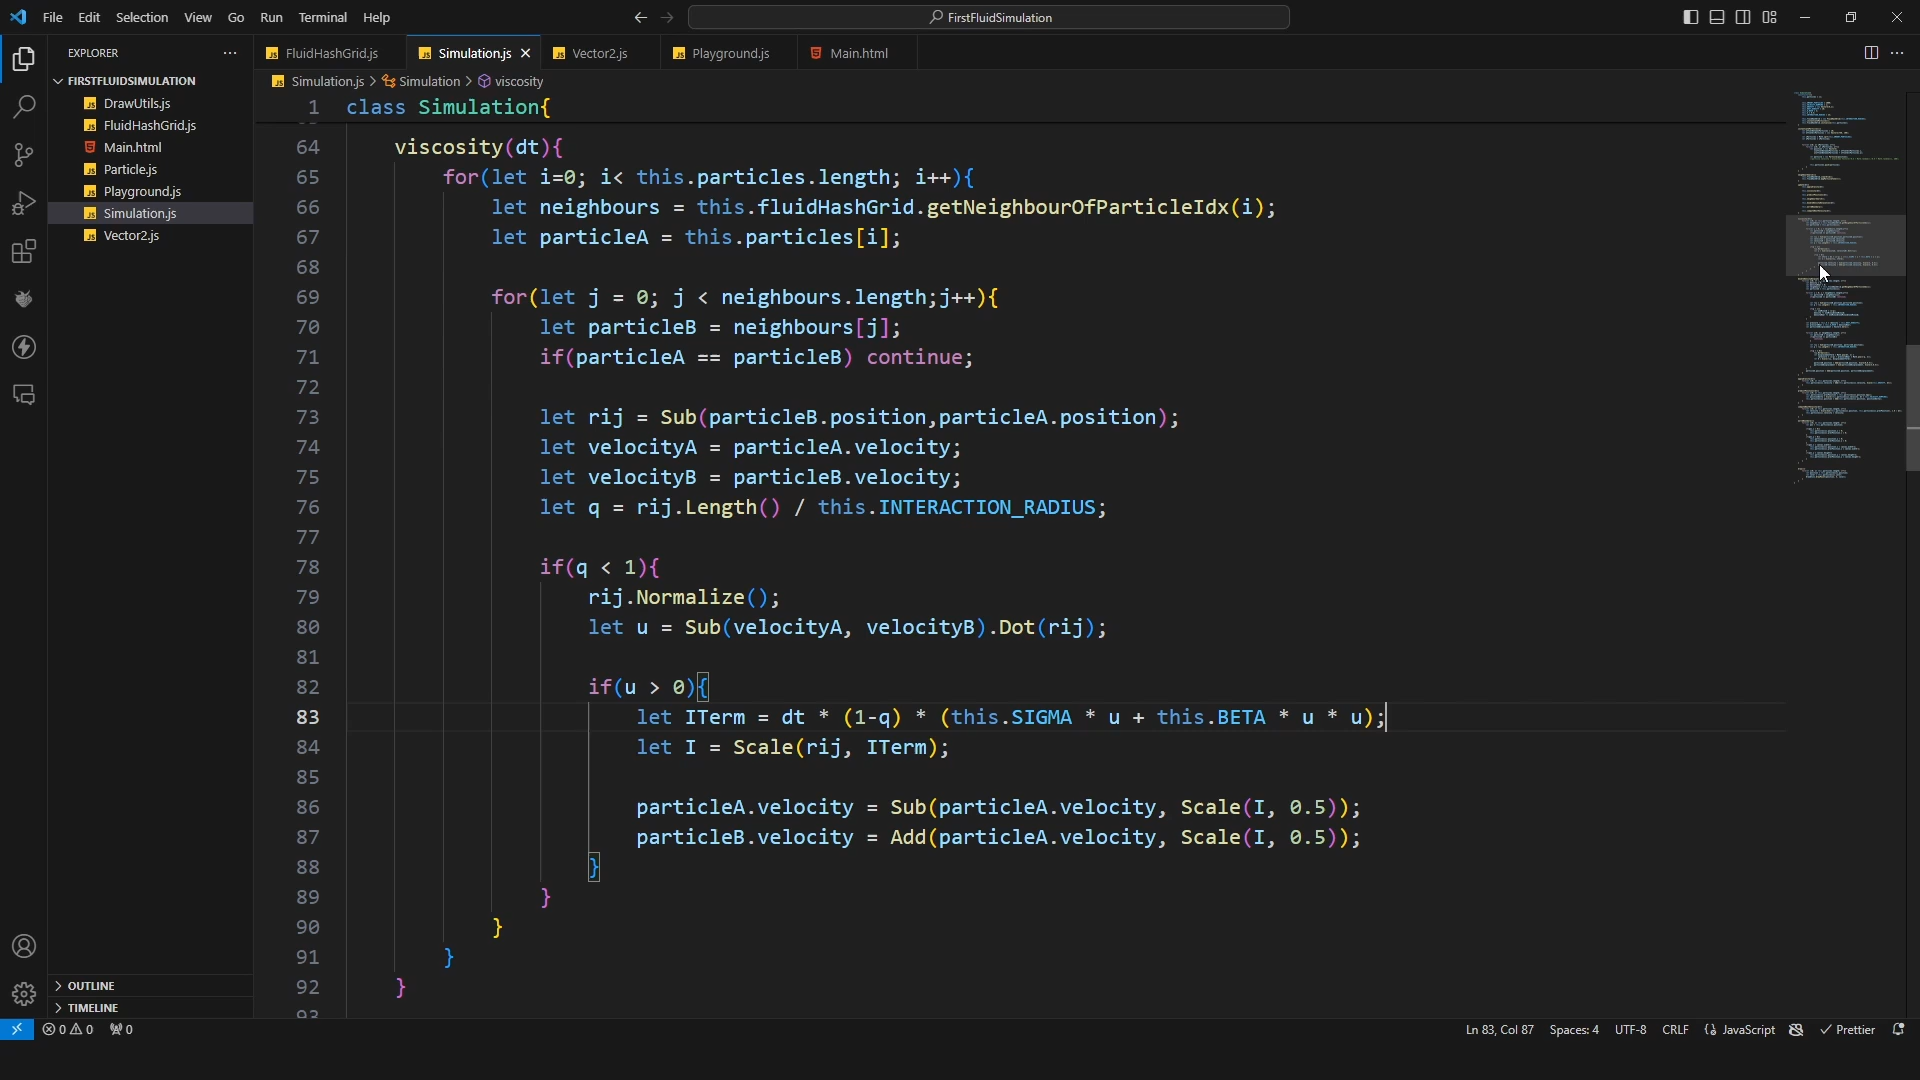 File Edit Selection View Go Run Terminal Help
FirstFluidSimulation
EXPLORER
FIRSTFLUIDSIMULATION
DrawUtils.js
FluidHashGrid.js
Main.html
Particle.js
Playground.js
Simulation.js
Vector2.js
OUTLINE
TIMELINE
FluidHashGrid.js Simulation.js Vector2.js Playground.js Main.html
Simulation.js > Simulation > viscosity
1 class Simulation{
64 viscosity(dt){
65 for(let i=0; i< this.particles.length; i++){
66 let neighbours = this.fluidHashGrid.getNeighbourOfParticleIdx(i);
67 let particleA = this.particles[i];
68
69 for(let j = 0; j < neighbours.length;j++){
70 let particleB = neighbours[j];
71 if(particleA == particleB) continue;
72
73 let rij = Sub(particleB.position,particleA.position);
74 let velocityA = particleA.velocity;
75 let velocityB = particleB.velocity;
76 let q = rij.Length() / this.INTERACTION_RADIUS;
77
78 if(q < 1){
79 rij.Normalize();
80 let u = Sub(velocityA, velocityB).Dot(rij);
81
82 if(u > 0){
83 let ITerm = dt * (1-q) * (this.SIGMA * u + this.BETA * u * u);
84 let I = Scale(rij, ITerm);
85
86 particleA.velocity = Sub(particleA.velocity, Scale(I, 0.5));
87 particleB.velocity = Add(particleA.velocity, Scale(I, 0.5));
88 }
89 }
90 }
91 }
92 }
93
0 0 0
Ln 83, Col 87 Spaces: 4 UTF-8 CRLF JavaScript Prettier